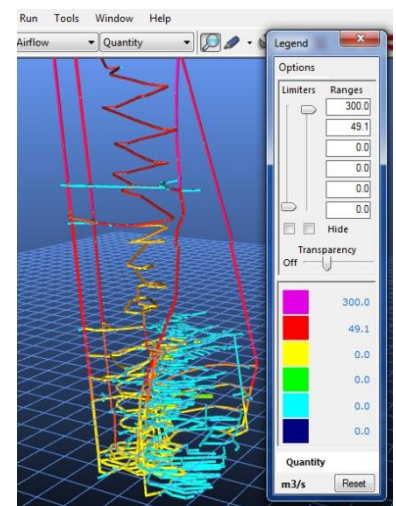 Run Tools Window Help
Airflow Quantity
Legend
Options
Limiters Ranges
300.0
49.1
0.0
0.0
0.0
0.0
Hide
Transparency
Off
300.0
49.1
0.0
0.0
0.0
0.0
Quantity
m3/s Reset